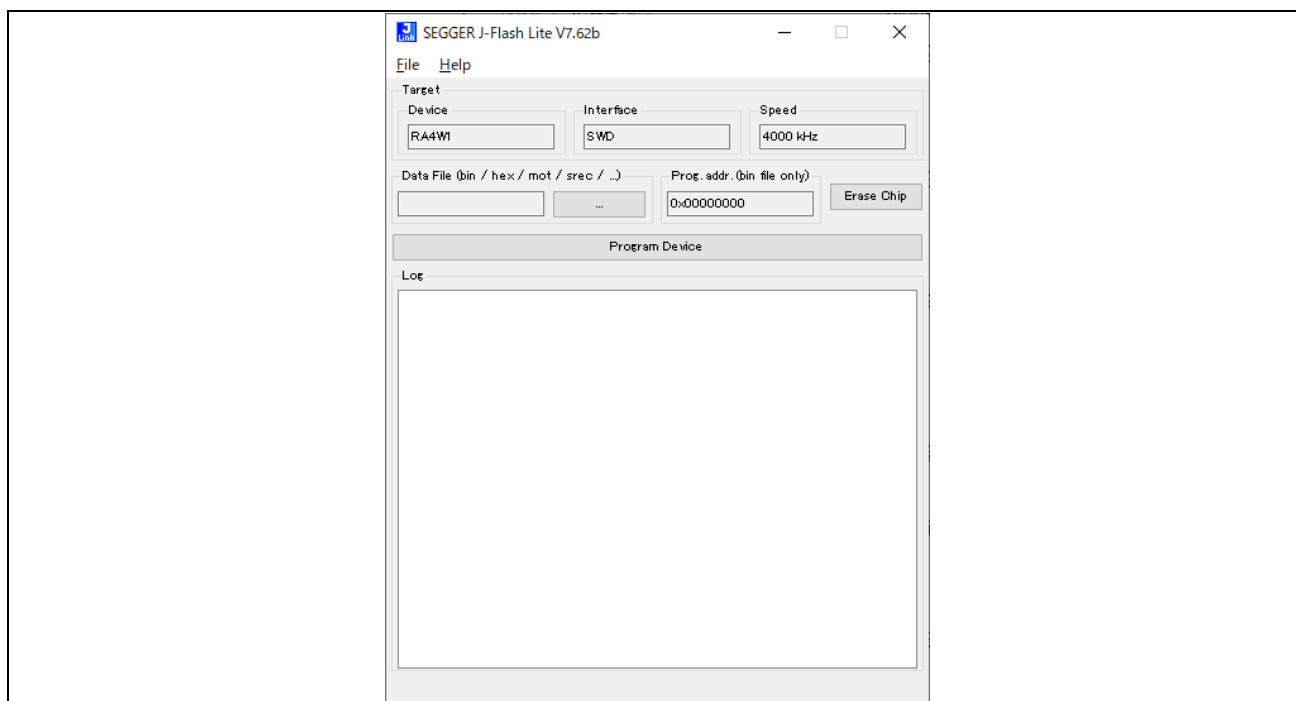 SEGGER J-Flash Lite V7.62b
File Help
Target
Device Interface Speed
RA4W1 SWD 4000 kHz
Data File (bin / hex / mot / srec / ...) Prog. addr. (bin file only)
... 0x00000000 Erase Chip
Program Device
Log